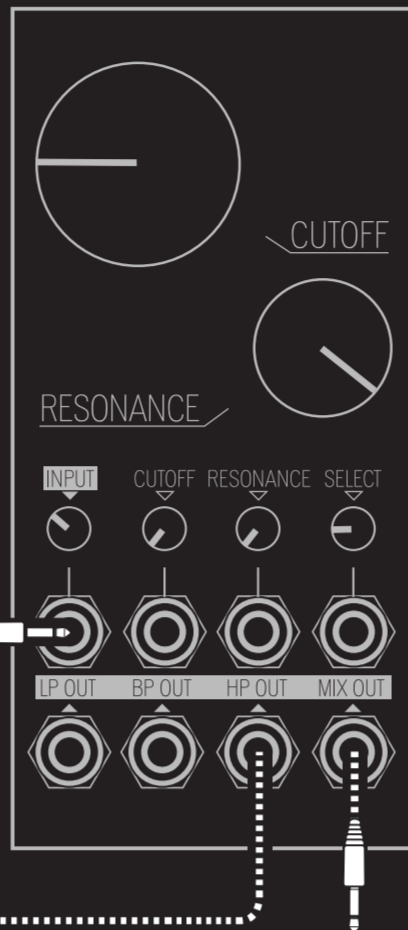 CUTOFF
RESONANCE
INPUT CUTOFF RESONANCE SELECT
LP OUT BP OUT HP OUT MIX OUT